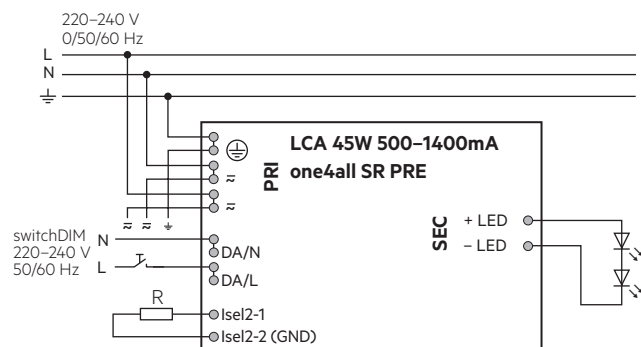 220–240 V
0/50/60 Hz
L
N
LCA 45W 500–1400mA
one4all SR PRE
PRI
SEC
+ LED
– LED
switchDIM
220–240 V
50/60 Hz
N
L
DA/N
DA/L
R
Isel2-1
Isel2-2 (GND)